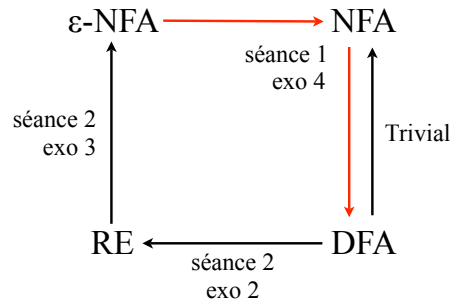 ε-NFA
NFA
séance 1
exo 4
séance 2
exo 3
Trivial
RE
DFA
séance 2
exo 2